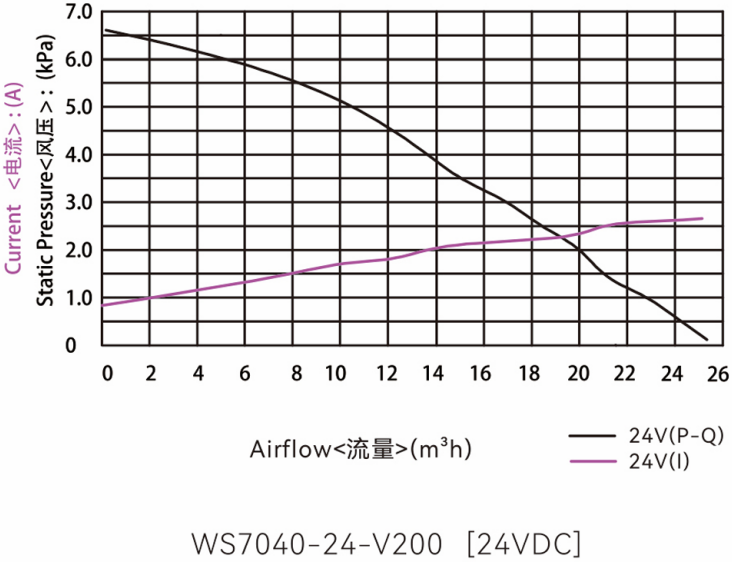 Current <电流>:(A)
Static Pressure<风压>:(kPa)
7.0
6.0
5.0
4.0
3.0
2.0
1.0
0
0 2 4 6 8 10 12 14 16 18 20 22 24 26
Airflow<流量>(m³h)
24V(P-Q)
24V(I)
WS7040-24-V200 [24VDC]